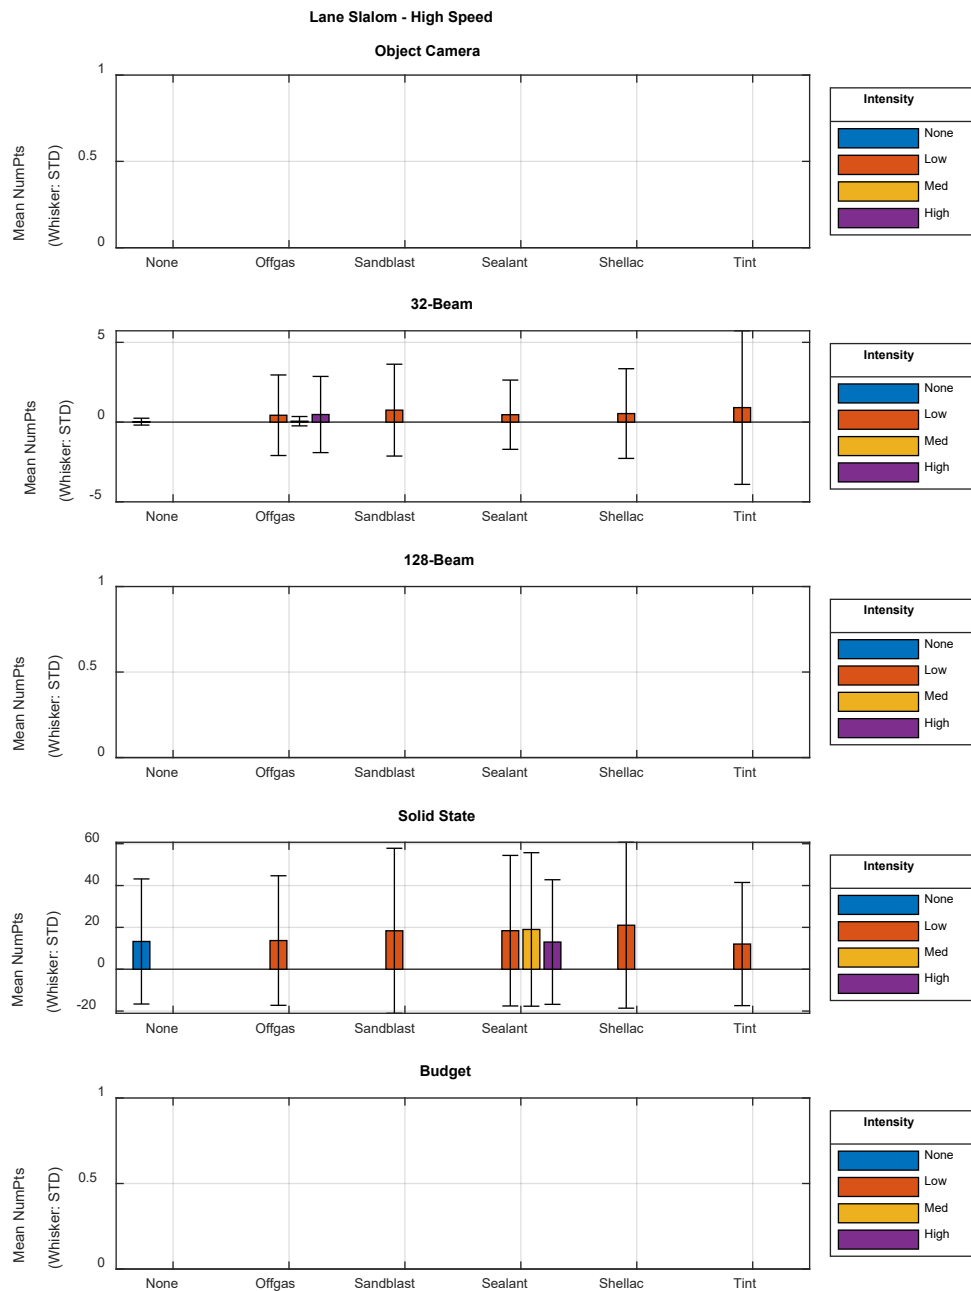 Lane Slalom - High Speed
Object Camera
1
0.5
0
Mean NumPts
(Whisker: STD)
None Offgas Sandblast Sealant Shellac Tint
Intensity
None
Low
Med
High
32-Beam
5
0
-5
Mean NumPts
(Whisker: STD)
None Offgas Sandblast Sealant Shellac Tint
Intensity
None
Low
Med
High
128-Beam
1
0.5
0
Mean NumPts
(Whisker: STD)
None Offgas Sandblast Sealant Shellac Tint
Intensity
None
Low
Med
High
Solid State
60
40
20
0
-20
Mean NumPts
(Whisker: STD)
None Offgas Sandblast Sealant Shellac Tint
Intensity
None
Low
Med
High
Budget
1
0.5
0
Mean NumPts
(Whisker: STD)
None Offgas Sandblast Sealant Shellac Tint
Intensity
None
Low
Med
High